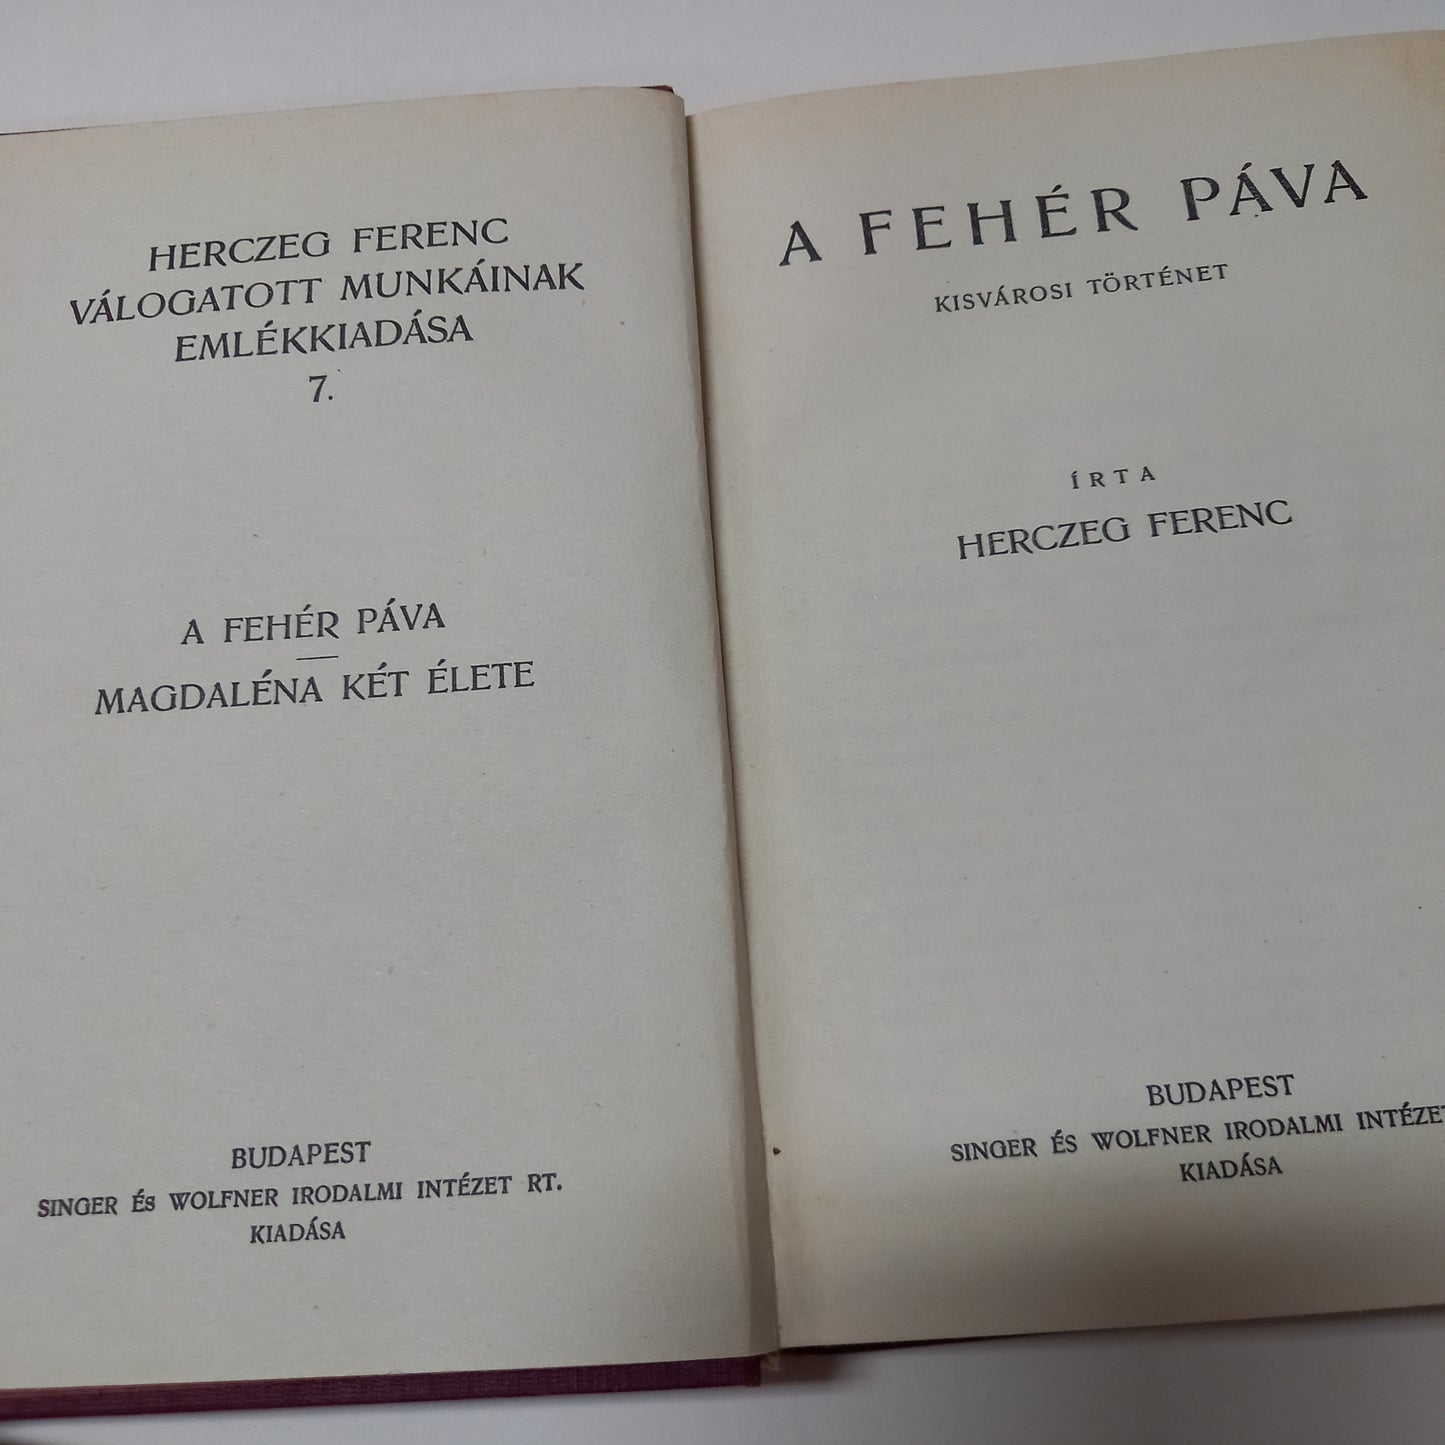 HERCZEG FERENC
VÁLOGATOTT MUNKÁINAK
EMLÉKKIADÁSA
7.
A FEHÉR PÁVA
MAGDALÉNA KÉT ÉLETE
BUDAPEST
SINGER ÉS WOLFNER IRODALMI INTÉZET RT.
KIADÁSA
A FEHÉR PÁVA
KISVÁROSI TÖRTÉNET
ÍRTA
HERCZEG FERENC
BUDAPEST
SINGER ÉS WOLFNER IRODALMI INTÉZET
KIADÁSA